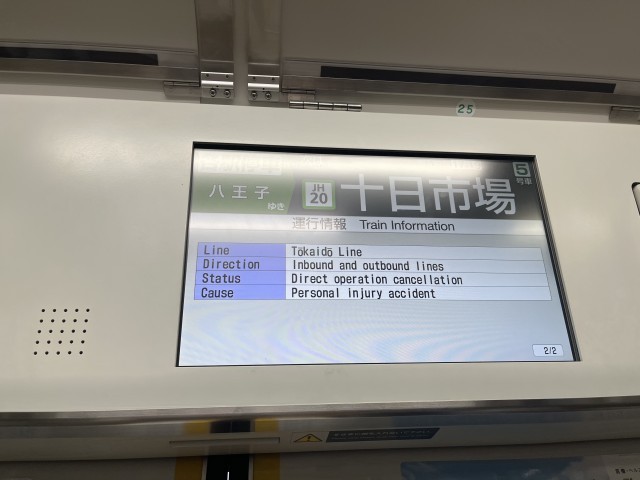 25
5
号車
八王子
ゆき
JH
20
十日市場
運行情報 Train Information
Line Tōkaidō Line
Direction Inbound and outbound lines
Status Direct operation cancellation
Cause Personal injury accident
2/2